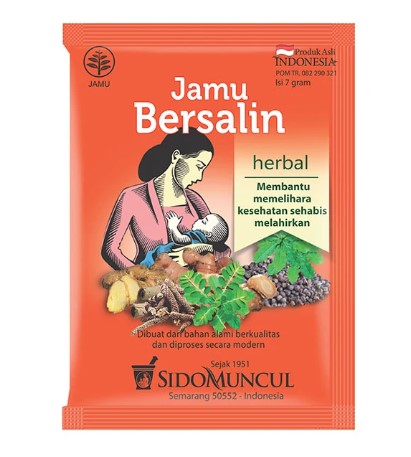 JAMU
Produk Asli
INDONESIA
POM TR. 082 290 321
Isi 7 gram
Jamu
Bersalin
herbal
Membantu
memelihara
kesehatan sehabis
melahirkan
Dibuat dari bahan alami berkualitas
dan diproses secara modern
Sejak 1951
SIDOMUNCUL
Semarang 50552 - Indonesia